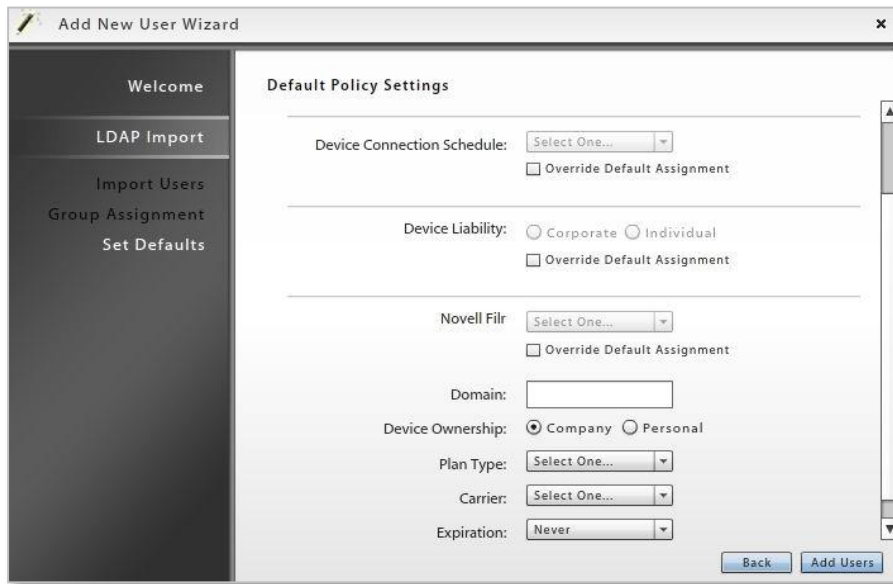 Add New User Wizard
Welcome
LDAP Import
Import Users
Group Assignment
Set Defaults
Default Policy Settings
Device Connection Schedule: Select One...
Override Default Assignment
Device Liability: Corporate Individual
Override Default Assignment
Novell Filr Select One...
Override Default Assignment
Domain:
Device Ownership: Company Personal
Plan Type: Select One...
Carrier: Select One...
Expiration: Never
Back Add Users